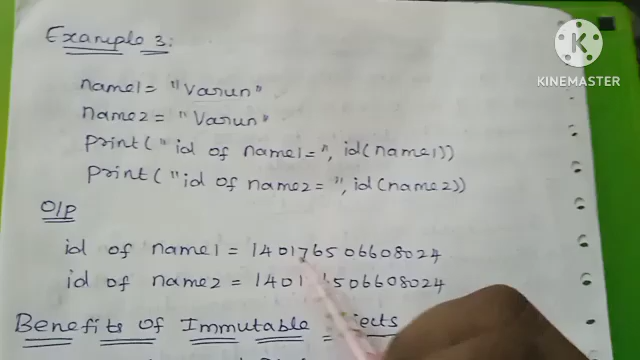 Example 3:
name1= "Varun"
name2 = "Varun"
print("id of name1=", id(name1))
print("id of name2 = ", id(name2))
O/p
id of name1 = 140176506608024
id of name2 = 1401 6506608024
Benefits of Immutable
KINEMASTER